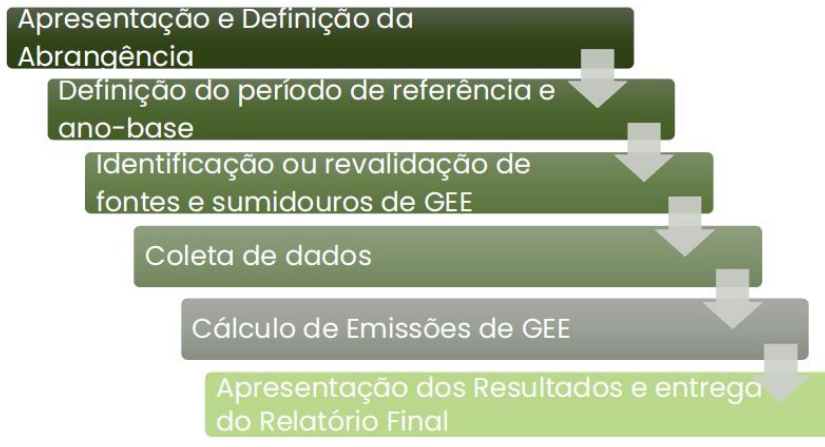 Apresentação e Definição da
Abrangência
Definição do período de referência e
ano-base
Identificação ou revalidação de
fontes e sumidouros de GEE
Coleta de dados
Cálculo de Emissões de GEE
Apresentação dos Resultados e entrega
do Relatório Final